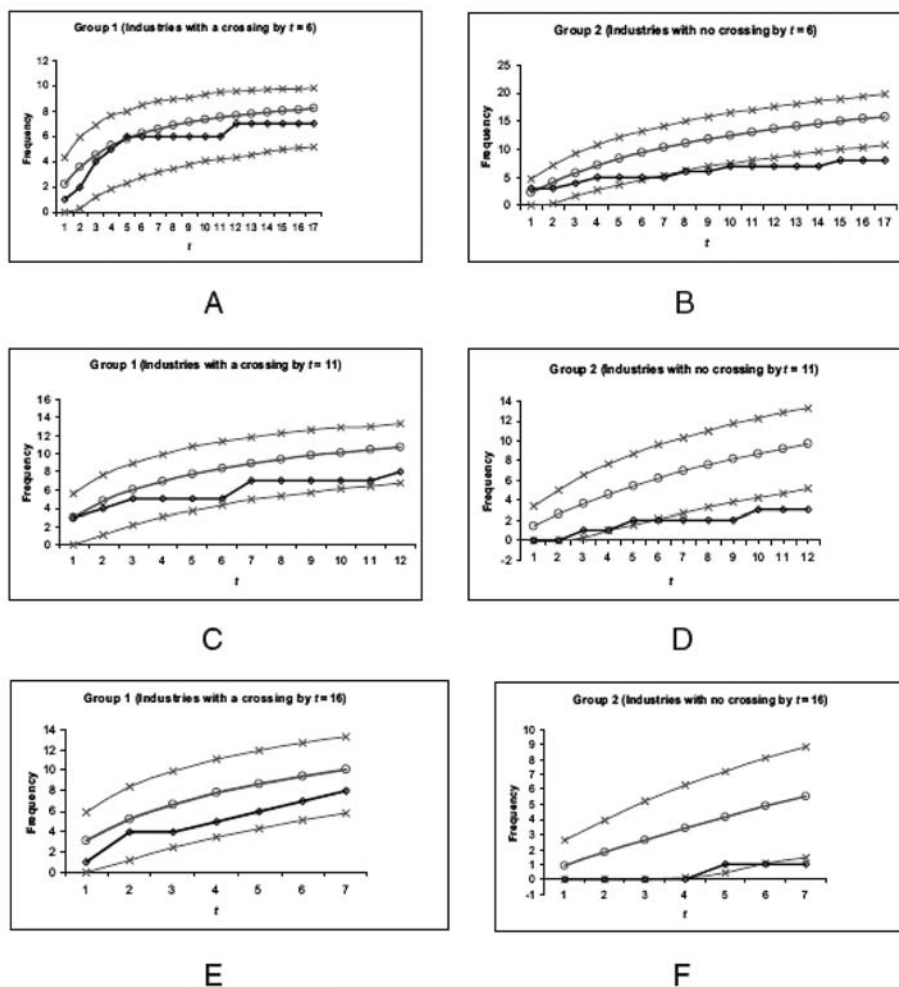 Group 1 (Industries with a crossing by t = 6)
Frequency
12
10
8
6
4
2
0
1 2 3 4 5 6 7 8 9 10 11 12 13 14 15 16 17
t
A
Group 2 (Industries with no crossing by t = 6)
Frequency
25
20
15
10
5
0
1 2 3 4 5 6 7 8 9 10 11 12 13 14 15 16 17
t
B
Group 1 (Industries with a crossing by t = 11)
Frequency
16
14
12
10
8
6
4
2
0
1 2 3 4 5 6 7 8 9 10 11 12
t
C
Group 2 (Industries with no crossing by t = 11)
Frequency
14
12
10
8
6
4
2
0
-2
1 2 3 4 5 6 7 8 9 10 11 12
t
D
Group 1 (Industries with a crossing by t = 16)
Frequency
14
12
10
8
6
4
2
0
1 2 3 4 5 6 7
t
E
Group 2 (Industries with no crossing by t = 16)
Frequency
10
9
8
7
6
5
4
3
2
1
0
-1
1 2 3 4 5 6 7
t
F